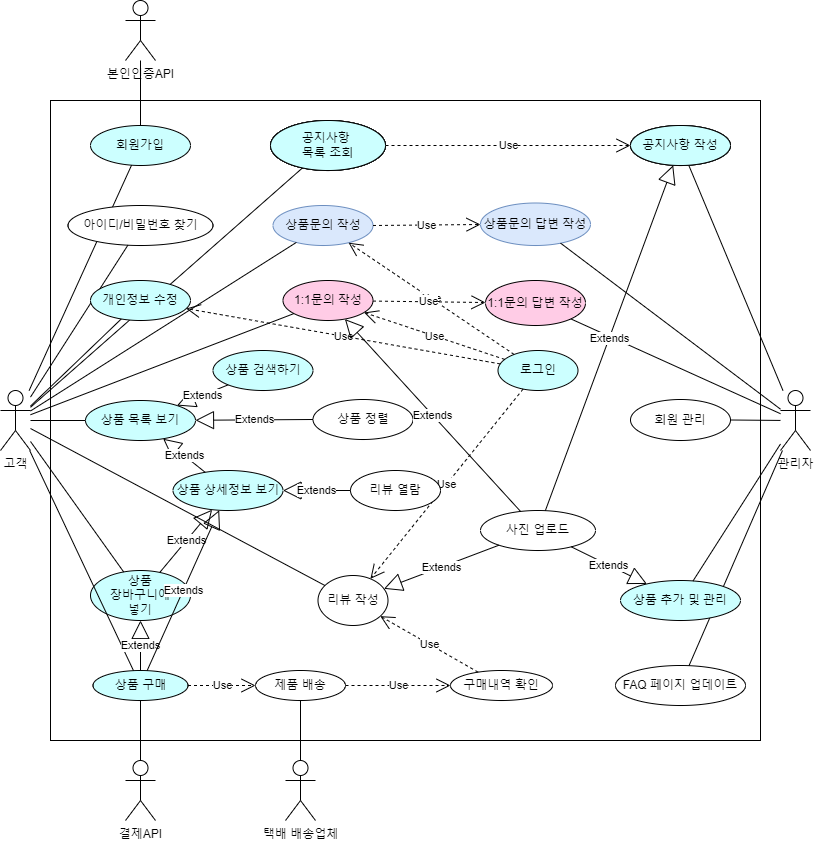 본인인증API
회원가입
공지사항
목록 조회
Use
공지사항 작성
아이디/비밀번호 찾기
상품문의 작성
Use
상품문의 답변 작성
개인정보 수정
1:1문의 작성
Use
1:1문의 답변 작성
Use
Use
Extends
상품 검색하기
로그인
Extends
고객
상품 목록 보기
Extends
상품 정렬
Extends
회원 관리
관리자
Extends
상품 상세정보 보기
Extends
리뷰 열람
Use
사진 업로드
Extends
Extends
Extends
상품
장바구니에
넣기
Extends
리뷰 작성
상품 추가 및 관리
Extends
Use
상품 구매
Use
제품 배송
Use
구매내역 확인
FAQ 페이지 업데이트
결제API
택배 배송업체